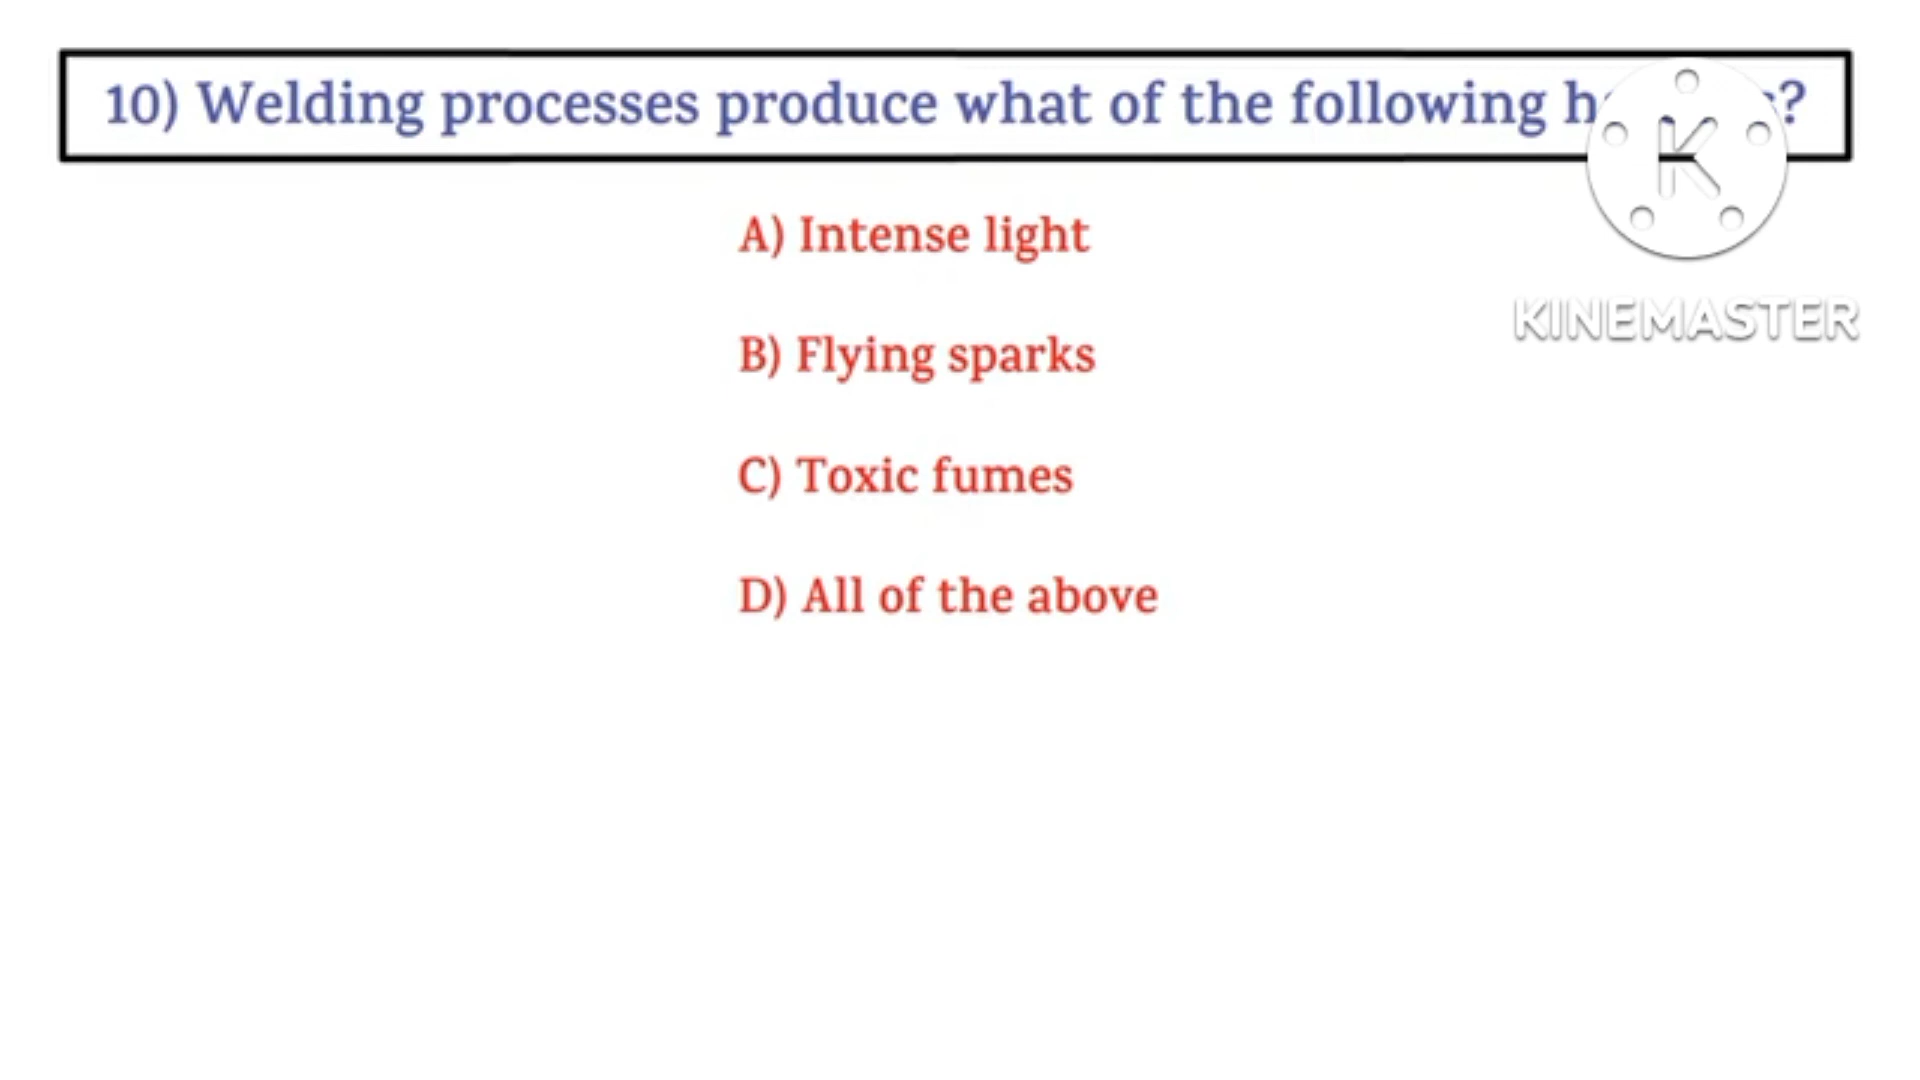 10) Welding processes produce what of the following
A) Intense light
B) Flying sparks
C) Toxic fumes
D) All of the above
K
KINEMASTER